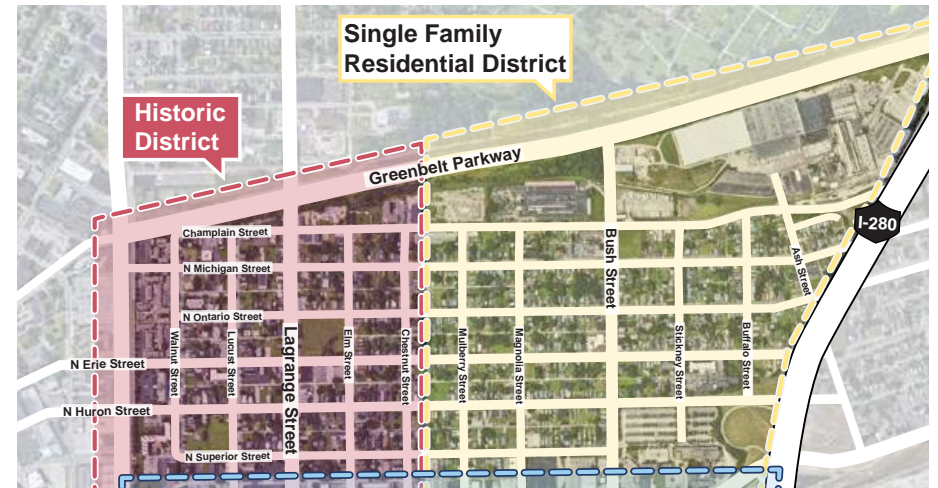 Single Family
Residential District
Historic
District
Greenbelt Parkway
I-280
Champlain Street
Bush Street
Ash Street
N Michigan Street
N Ontario Street
Walnut Street
Locust Street
Lagrange Street
Elm Street
Chestnut Street
Mulberry Street
Magnolia Street
Stickney Street
Buffalo Street
N Erie Street
N Huron Street
N Superior Street